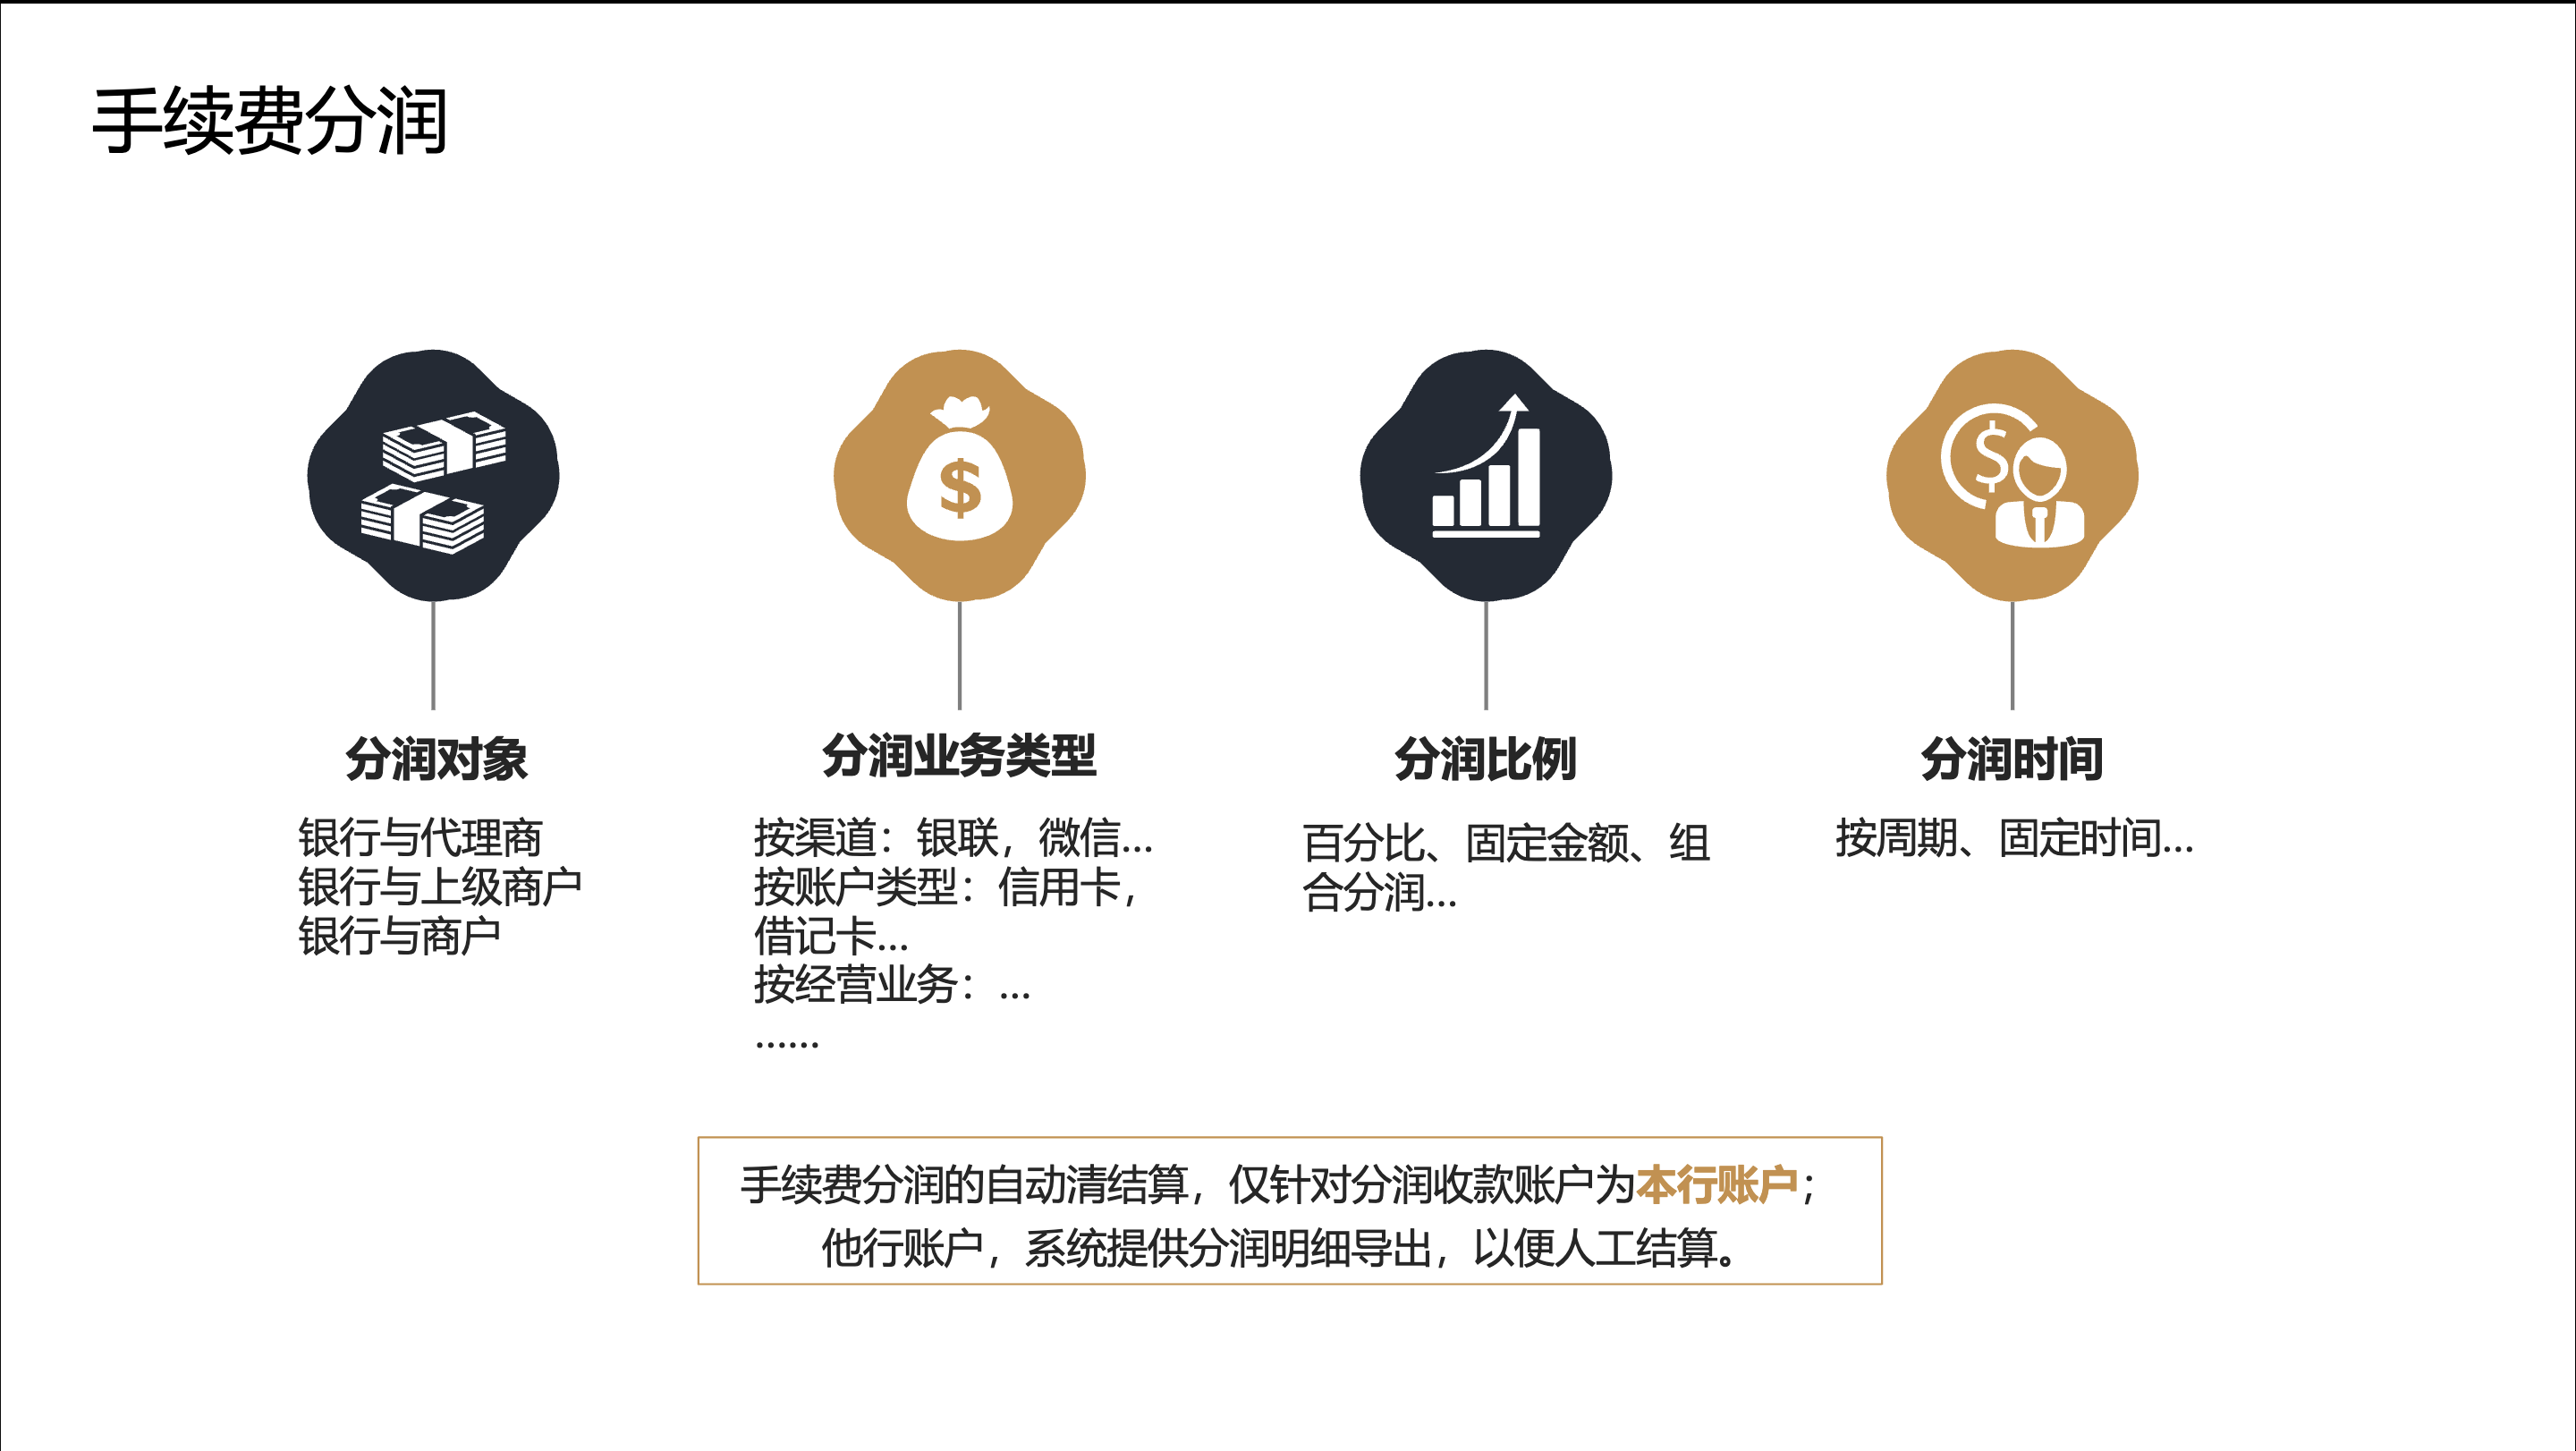 手续费分润
分润对象
银行与代理商
银行与上级商户
银行与商户
分润业务类型
按渠道：银联，微信...
按账户类型：信用卡，
借记卡...
按经营业务：...
......
分润比例
百分比、固定金额、组
合分润...
分润时间
按周期、固定时间...
手续费分润的自动清结算，仅针对分润收款账户为本行账户；
他行账户，系统提供分润明细导出，以便人工结算。